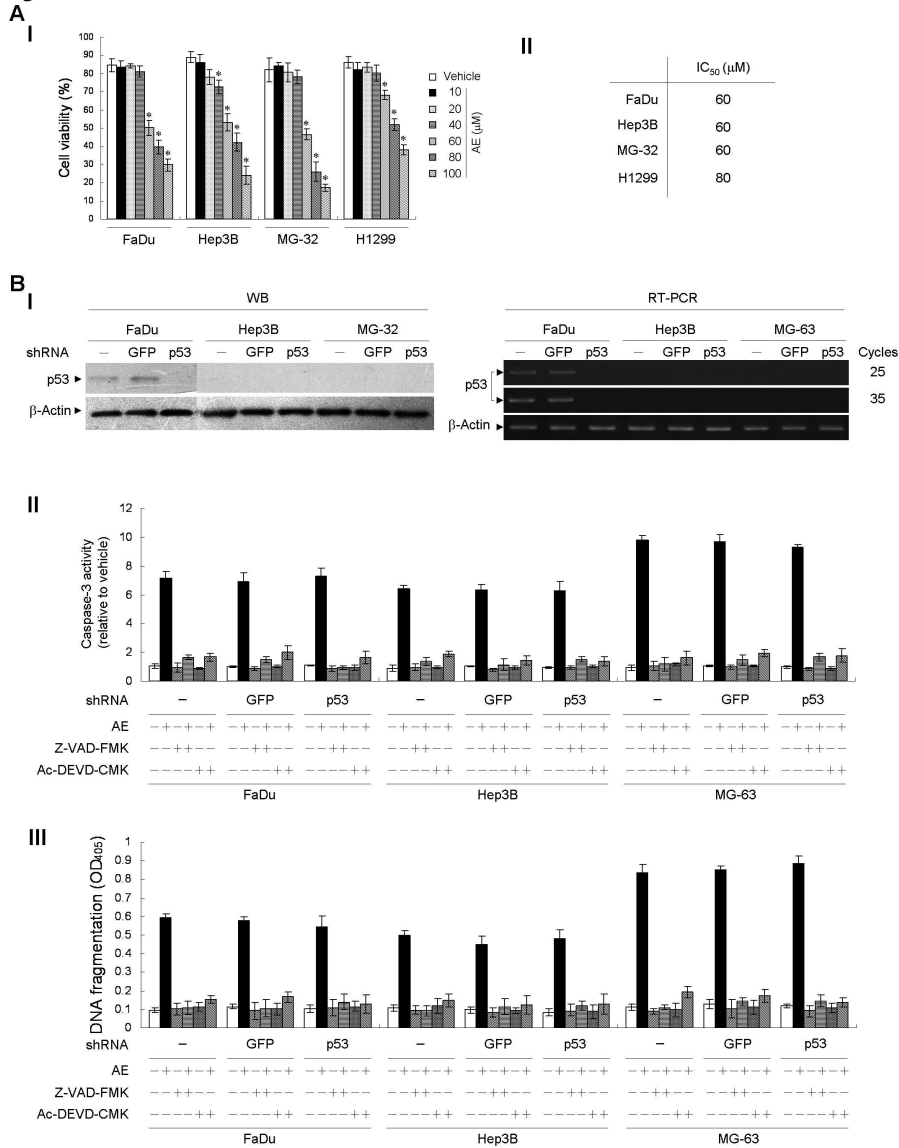 A
I
100
90
80
70
60
50
40
30
20
10
0
Cell viability (%)
* * *
* * * *
* * *
* * *
FaDu Hep3B MG-32 H1299
Vehicle
10
20
40
60
80
100
AE (μM)
II
IC50 (μM)
FaDu 60
Hep3B 60
MG-32 60
H1299 80
B
I
WB
FaDu Hep3B MG-32
shRNA – GFP p53 – GFP p53 – GFP p53
p53
β-Actin
RT-PCR
FaDu Hep3B MG-63
– GFP p53 – GFP p53 – GFP p53 Cycles
p53
25
35
β-Actin
II
12
10
8
6
4
2
0
Caspase-3 activity
(relative to vehicle)
shRNA – GFP p53 – GFP p53 – GFP p53
AE –+–+–+ –+–+–+ –+–+–+ –+–+–+ –+–+–+ –+–+–+ –+–+–+ –+–+–+ –+–+–+
Z-VAD-FMK ––++–– ––++–– ––++–– ––++–– ––++–– ––++–– ––++–– ––++–– ––++––
Ac-DEVD-CMK ––––++ ––––++ ––––++ ––––++ ––––++ ––––++ ––––++ ––––++ ––––++
FaDu Hep3B MG-63
III
1
0.9
0.8
0.7
0.6
0.5
0.4
0.3
0.2
0.1
0
DNA fragmentation (OD405)
shRNA – GFP p53 – GFP p53 – GFP p53
AE –+–+–+ –+–+–+ –+–+–+ –+–+–+ –+–+–+ –+–+–+ –+–+–+ –+–+–+ –+–+–+
Z-VAD-FMK ––++–– ––++–– ––++–– ––++–– ––++–– ––++–– ––++–– ––++–– ––++––
Ac-DEVD-CMK ––––++ ––––++ ––––++ ––––++ ––––++ ––––++ ––––++ ––––++ ––––++
FaDu Hep3B MG-63